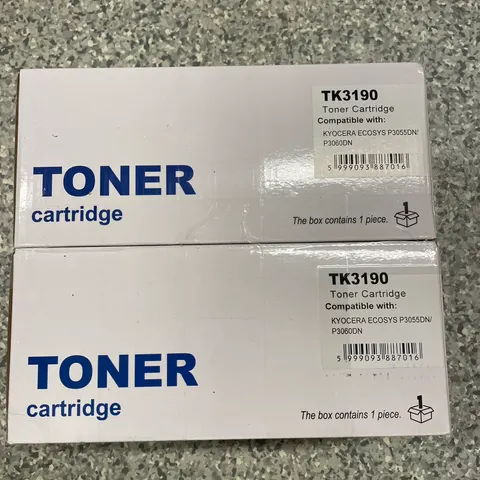 TK3190
Toner Cartridge
Compatible with:
KYOCERA ECOSYS P3055DN/
P3060DN
5 999093 887016
TONER
cartridge
The box contains 1 piece.
1
TK3190
Toner Cartridge
Compatible with:
KYOCERA ECOSYS P3055DN/
P3060DN
5 999093 887016
TONER
cartridge
The box contains 1 piece.
1